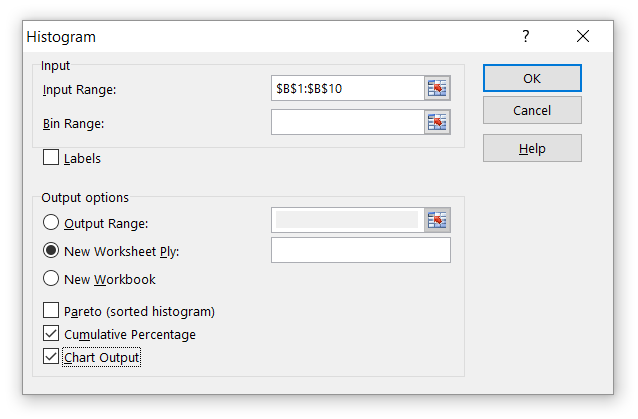 Histogram
Input
Input Range:
$B$1:$B$10
Bin Range:
Labels
OK
Cancel
Help
Output options
Output Range:
New Worksheet Ply:
New Workbook
Pareto (sorted histogram)
Cumulative Percentage
Chart Output